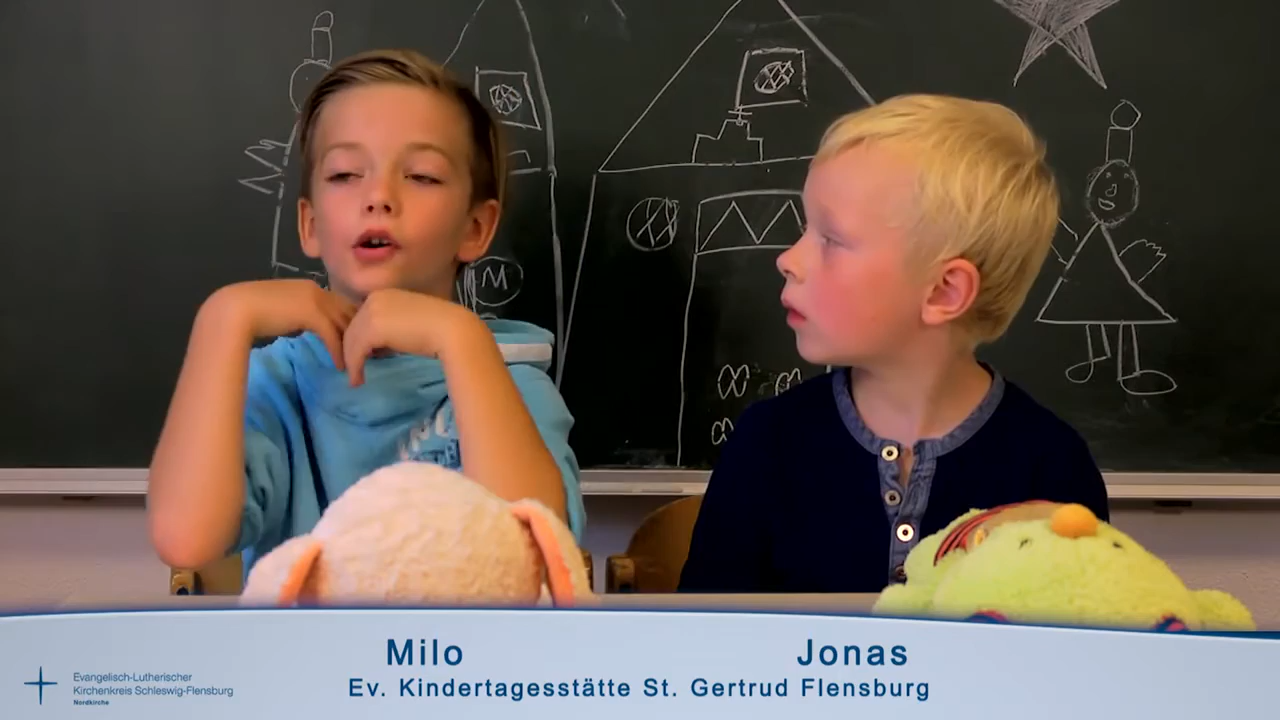 M
Milo
Jonas
Ev. Kindertagesstätte St. Gertrud Flensburg
Evangelisch-Lutherischer
Kirchenkreis Schleswig-Flensburg
Nordkirche